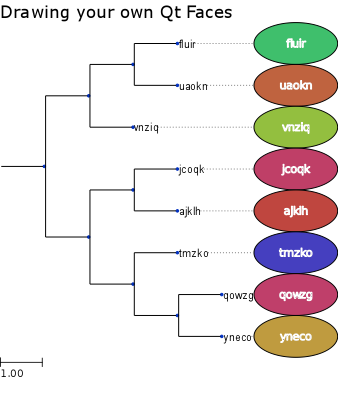 Drawing your own Qt Faces
fluir fluir
uaokn uaokn
vnziq vnziq
jcoqk jcoqk
ajklh ajklh
tmzko tmzko
qowzg qowzg
yneco yneco
1.00